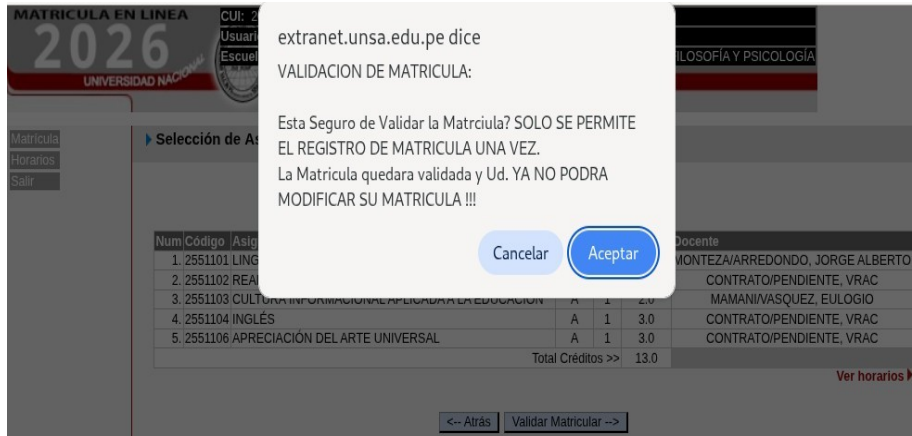 MATRICULA EN LINEA
2026
UNIVERSIDAD NACIO
CUI: 2
Usuari
Escuel
ILOSOFÍA Y PSICOLOGÍA
extranet.unsa.edu.pe dice
VALIDACION DE MATRICULA:
Esta Seguro de Validar la Matrciula? SOLO SE PERMITE
EL REGISTRO DE MATRICULA UNA VEZ.
La Matricula quedara validada y Ud. YA NO PODRA
MODIFICAR SU MATRICULA !!!
Cancelar Aceptar
Matrícula
Horarios
Salir
Selección de As
Num Código Asig Docente
1. 2551101 LING MONTEZA/ARREDONDO, JORGE ALBERTO
2. 2551102 REA CONTRATO/PENDIENTE, VRAC
3. 2551103 CULTURA INFORMACIONAL APLICADA A LA EDUCACIÓN A 1 2.0 MAMANI/VASQUEZ, EULOGIO
4. 2551104 INGLÉS A 1 3.0 CONTRATO/PENDIENTE, VRAC
5. 2551106 APRECIACIÓN DEL ARTE UNIVERSAL A 1 3.0 CONTRATO/PENDIENTE, VRAC
Total Créditos >> 13.0
Ver horarios
<-- Atrás Validar Matricular -->